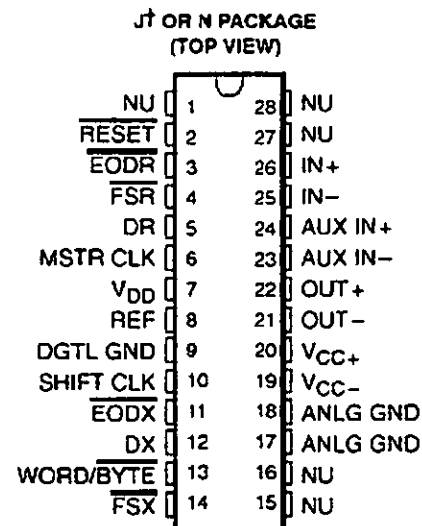 J† OR N PACKAGE
(TOP VIEW)
NU 1 28 NU
RESET 2 27 NU
EODR 3 26 IN+
FSR 4 25 IN−
DR 5 24 AUX IN+
MSTR CLK 6 23 AUX IN−
VDD 7 22 OUT+
REF 8 21 OUT−
DGTL GND 9 20 VCC+
SHIFT CLK 10 19 VCC−
EODX 11 18 ANLG GND
DX 12 17 ANLG GND
WORD/BYTE 13 16 NU
FSX 14 15 NU